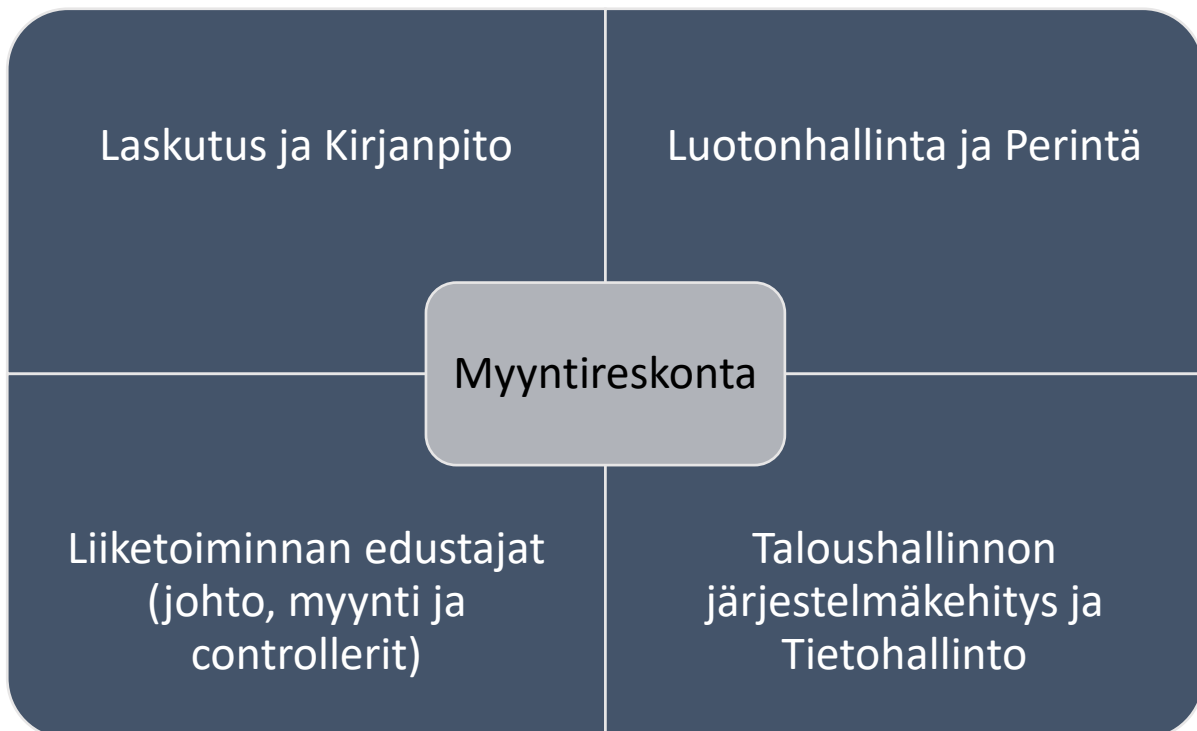 Laskutus ja Kirjanpito
Luotonhallinta ja Perintä
Myyntireskonta
Liiketoiminnan edustajat
(johto, myynti ja
controllerit)
Taloushallinnon
järjestelmäkehitys ja
Tietohallinto